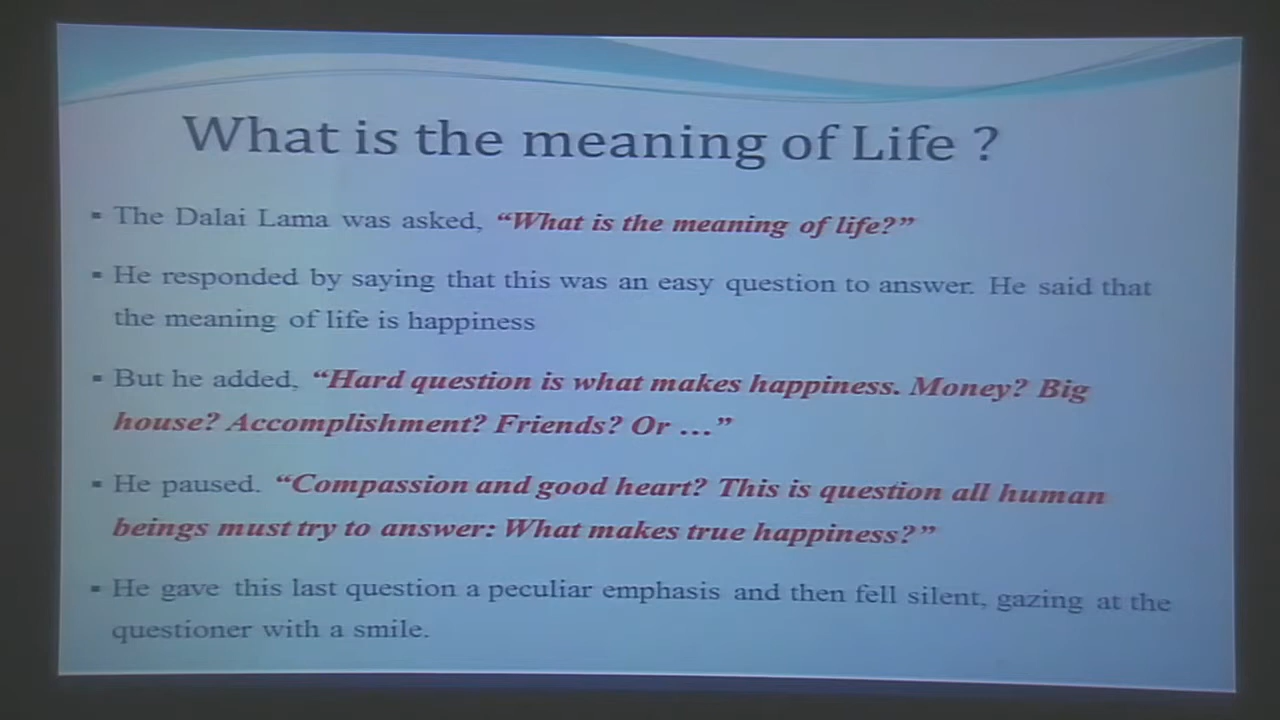 What is the meaning of Life ?
▪ The Dalai Lama was asked, “What is the meaning of life?”
▪ He responded by saying that this was an easy question to answer. He said that
the meaning of life is happiness
▪ But he added, “Hard question is what makes happiness. Money? Big
house? Accomplishment? Friends? Or …”
▪ He paused. “Compassion and good heart? This is question all human
beings must try to answer: What makes true happiness?”
▪ He gave this last question a peculiar emphasis and then fell silent, gazing at the
questioner with a smile.